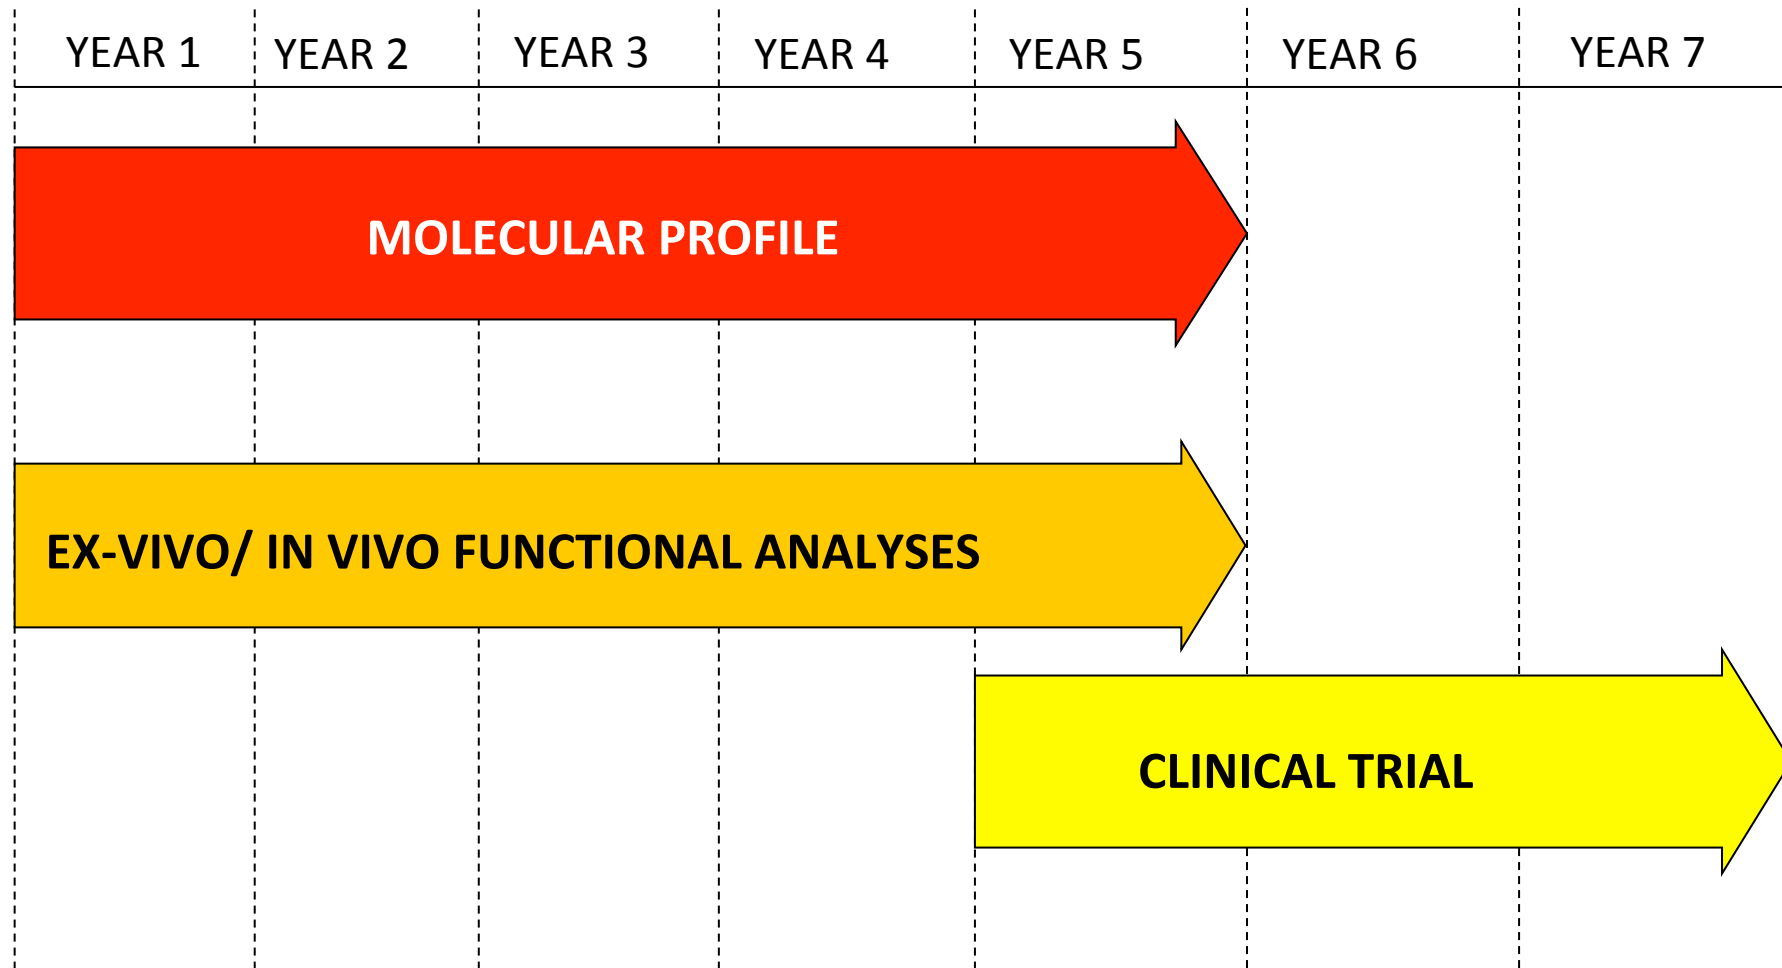 YEAR 1 YEAR 2 YEAR 3 YEAR 4 YEAR 5 YEAR 6 YEAR 7
MOLECULAR PROFILE
EX-VIVO/ IN VIVO FUNCTIONAL ANALYSES
CLINICAL TRIAL